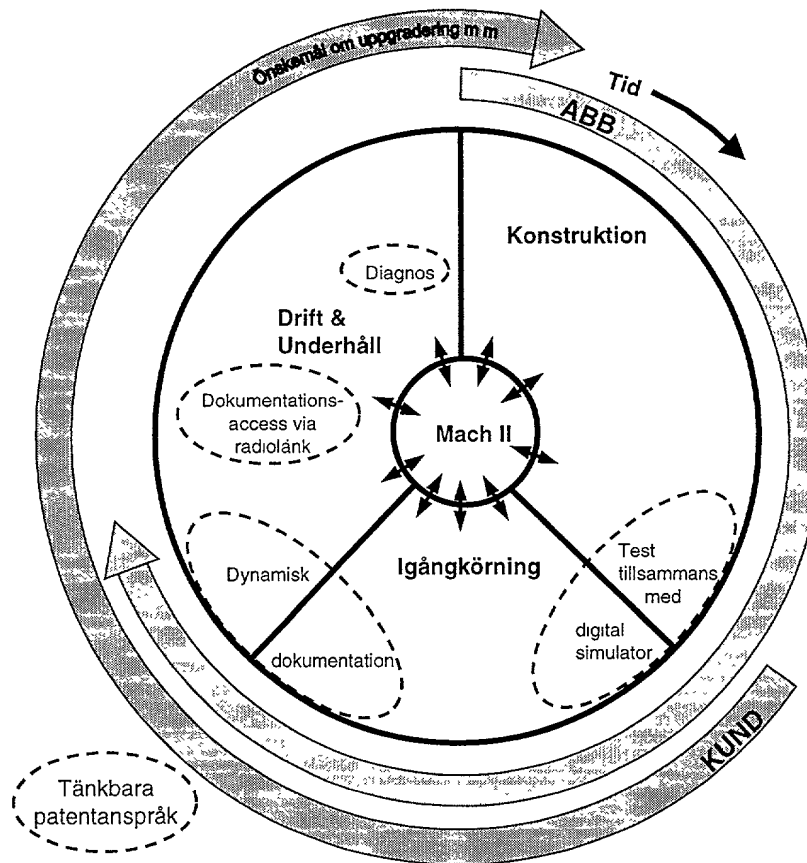 Önskemål om uppgradering m m
Tid
ABB
Konstruktion
Diagnos
Drift &
Underhåll
Dokumentations-
access via
radiolänk
Mach II
Igångkörning
Test
tillsammans
med
digital
simulator
Dynamisk
dokumentation
KUND
Tänkbara
patentanspråk